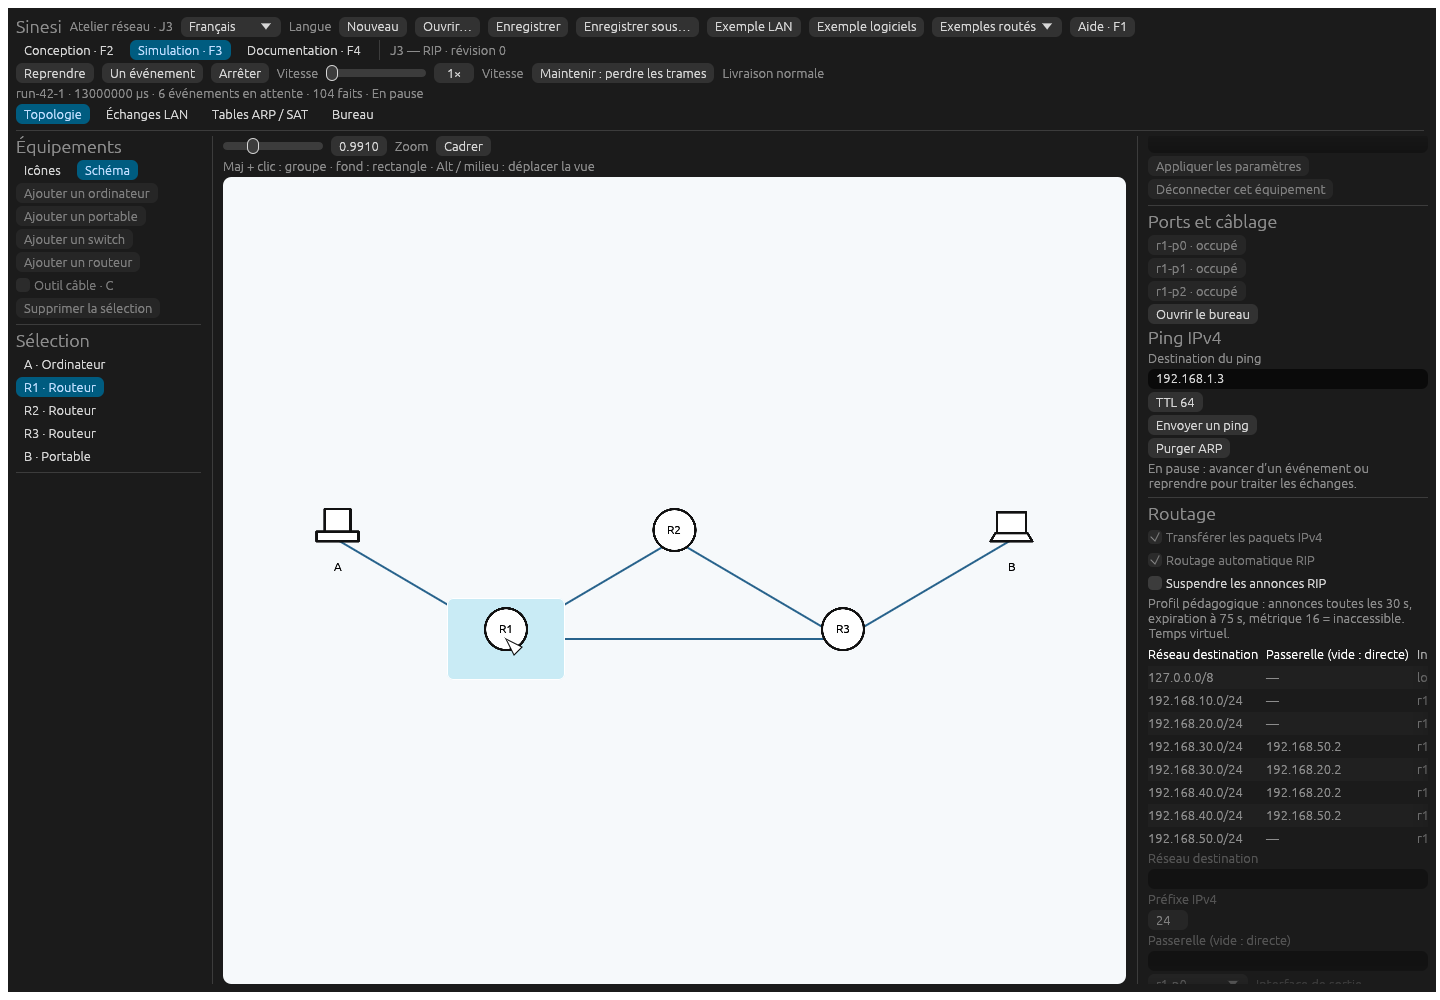 Sinesi Atelier réseau · J3 Français Langue Nouveau Ouvrir… Enregistrer Enregistrer sous… Exemple LAN Exemple logiciels Exemples routés Aide · F1
Conception · F2 Simulation · F3 Documentation · F4 J3 — RIP · révision 0
Reprendre Un événement Arrêter Vitesse 1× Vitesse Maintenir : perdre les trames Livraison normale
run-42-1 · 13000000 µs · 6 événements en attente · 104 faits · En pause
Topologie Échanges LAN Tables ARP / SAT Bureau
Équipements
Icônes Schéma
Ajouter un ordinateur
Ajouter un portable
Ajouter un switch
Ajouter un routeur
Outil câble · C
Supprimer la sélection
Sélection
A · Ordinateur
R1 · Routeur
R2 · Routeur
R3 · Routeur
B · Portable
0.9910 Zoom Cadrer
Maj + clic : groupe · fond : rectangle · Alt / milieu : déplacer la vue
A
R2
B
R1
R3
Appliquer les paramètres
Déconnecter cet équipement
Ports et câblage
r1-p0 · occupé
r1-p1 · occupé
r1-p2 · occupé
Ouvrir le bureau
Ping IPv4
Destination du ping
192.168.1.3
TTL 64
Envoyer un ping
Purger ARP
En pause : avancer d’un événement ou
reprendre pour traiter les échanges.
Routage
Transférer les paquets IPv4
Routage automatique RIP
Suspendre les annonces RIP
Profil pédagogique : annonces toutes les 30 s,
expiration à 75 s, métrique 16 = inaccessible.
Temps virtuel.
Réseau destination Passerelle (vide : directe) In
127.0.0.0/8 — lo
192.168.10.0/24 — r1
192.168.20.0/24 — r1
192.168.30.0/24 192.168.50.2 r1
192.168.30.0/24 192.168.20.2 r1
192.168.40.0/24 192.168.20.2 r1
192.168.40.0/24 192.168.50.2 r1
192.168.50.0/24 — r1
Réseau destination
Préfixe IPv4
24
Passerelle (vide : directe)
r1-p0 Interface de sortie